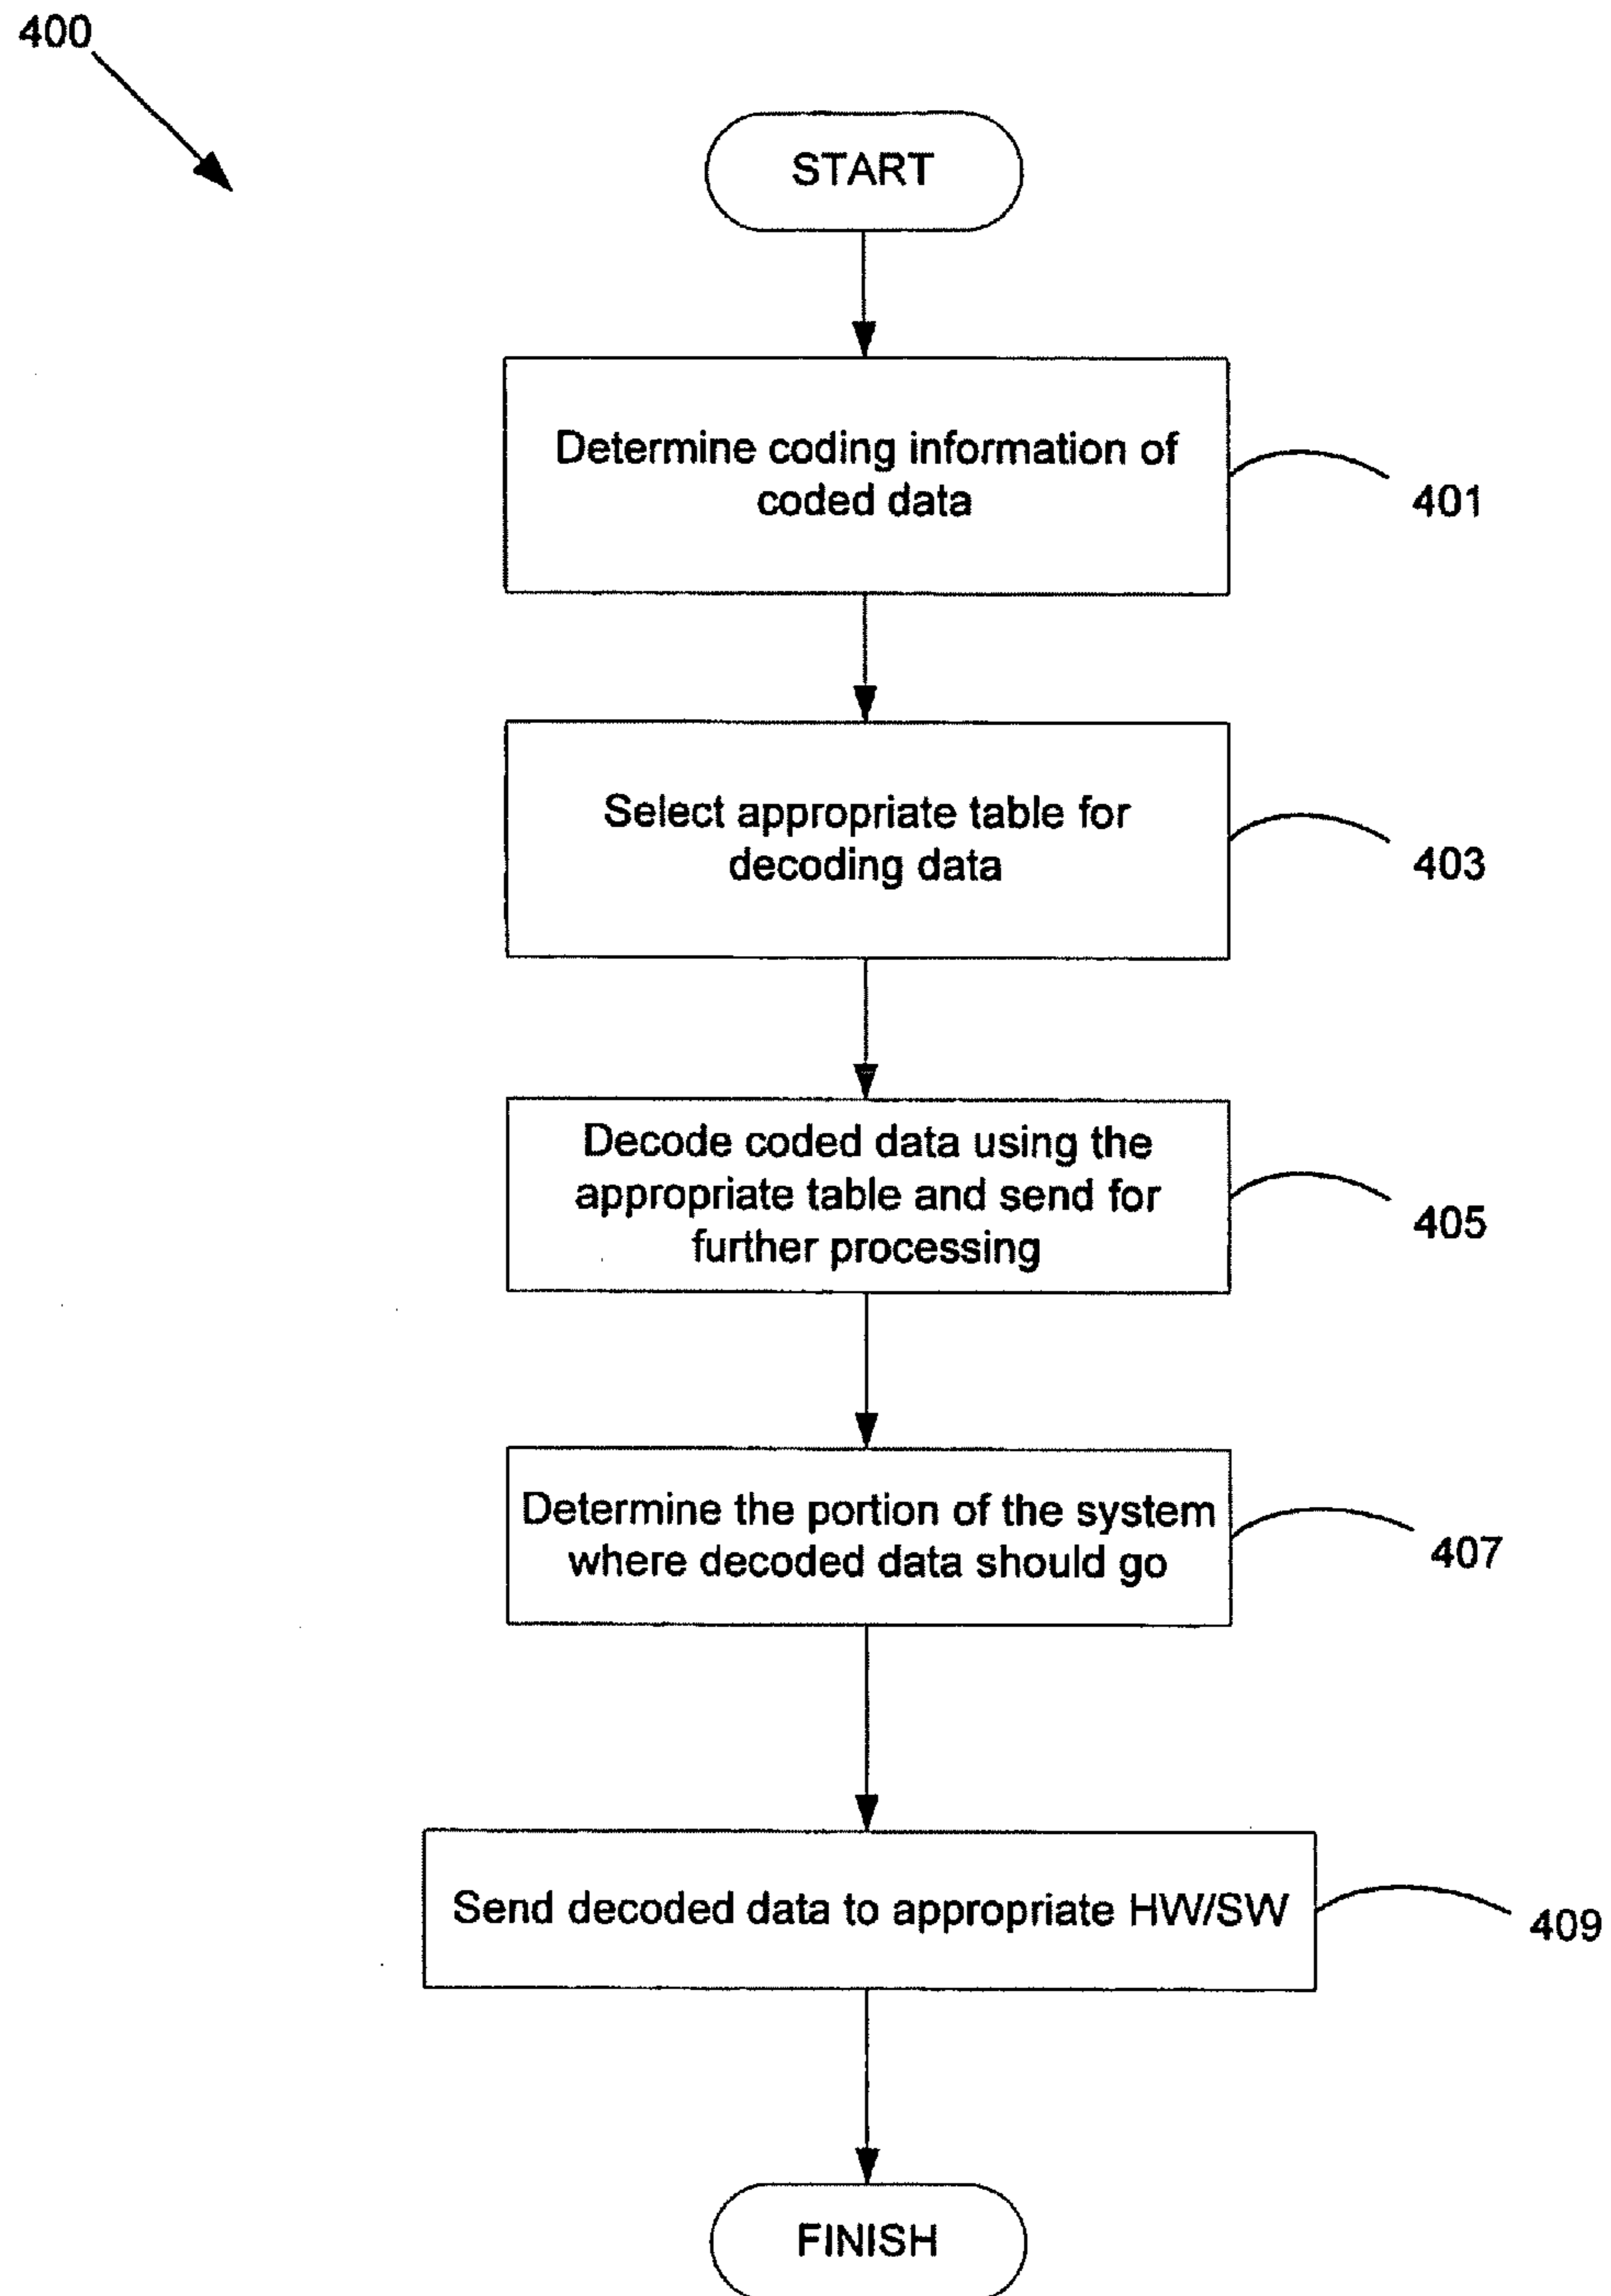 400
START
Determine coding information of
coded data
401
Select appropriate table for
decoding data
403
Decode coded data using the
appropriate table and send for
further processing
405
Determine the portion of the system
where decoded data should go
407
Send decoded data to appropriate HW/SW
409
FINISH